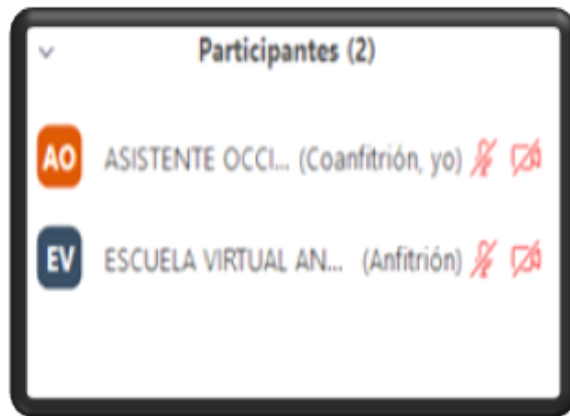 Participantes (2)
AO ASISTENTE OCCI... (Coanfitrión, yo)
EV ESCUELA VIRTUAL AN... (Anfitrión)